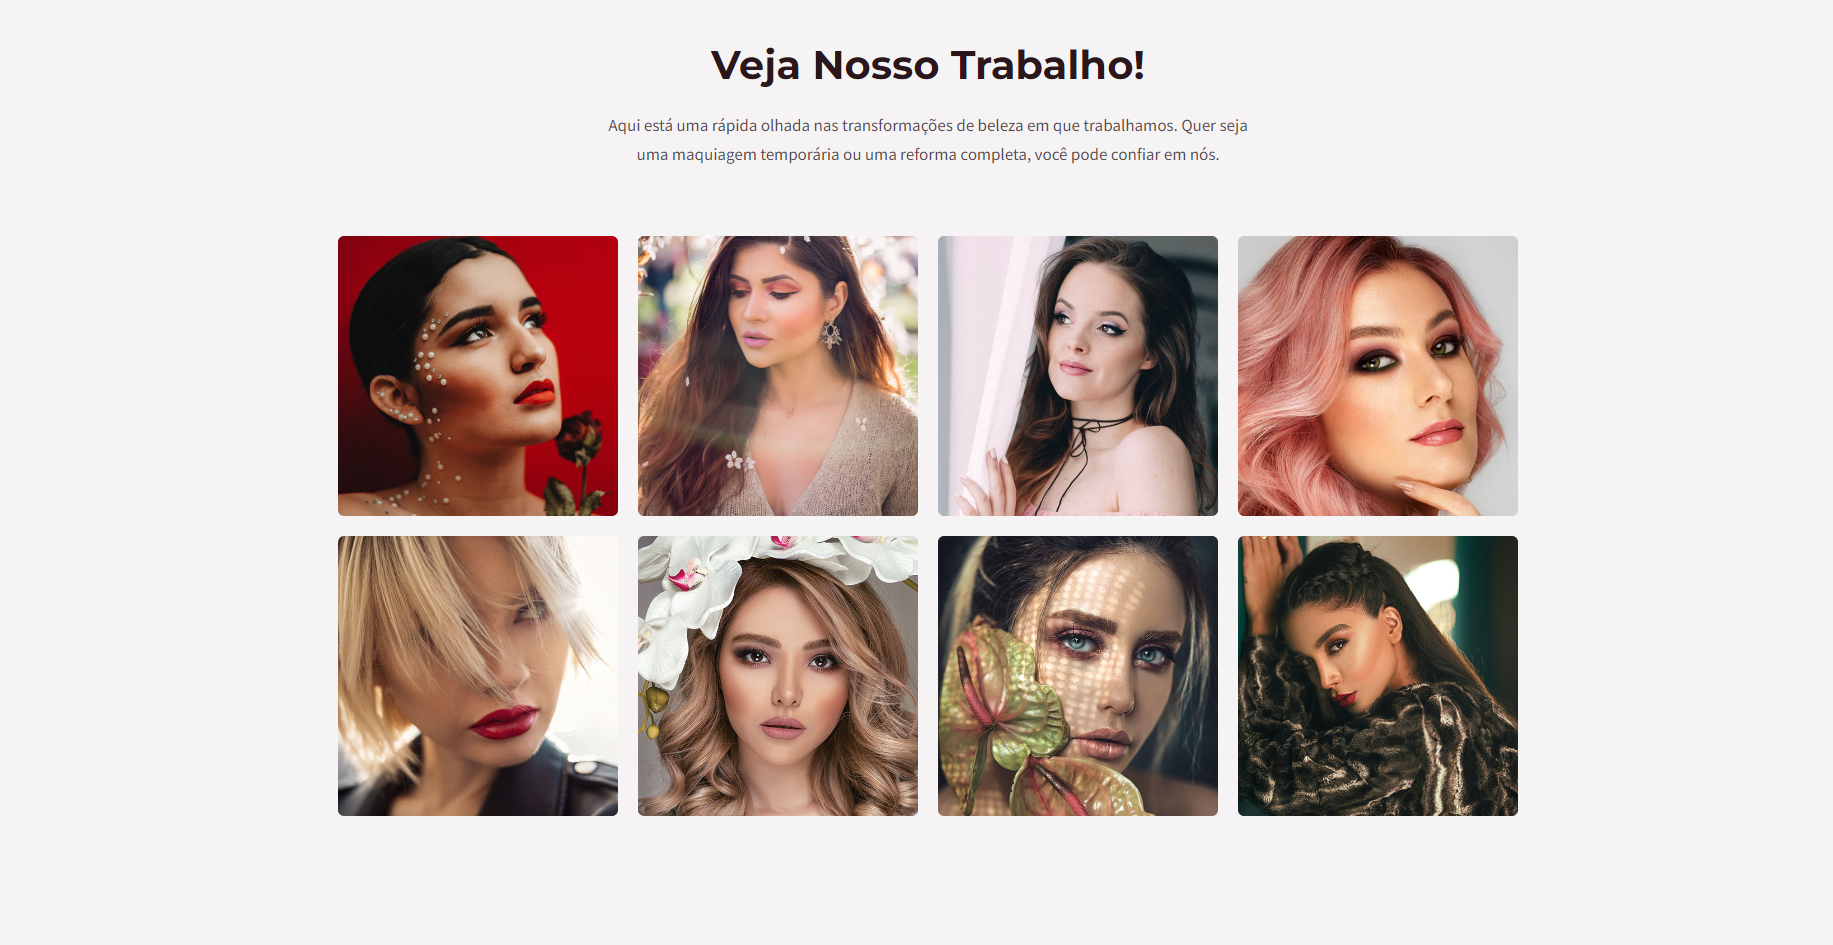 Veja Nosso Trabalho!
Aqui está uma rápida olhada nas transformações de beleza em que trabalhamos. Quer seja
uma maquiagem temporária ou uma reforma completa, você pode confiar em nós.